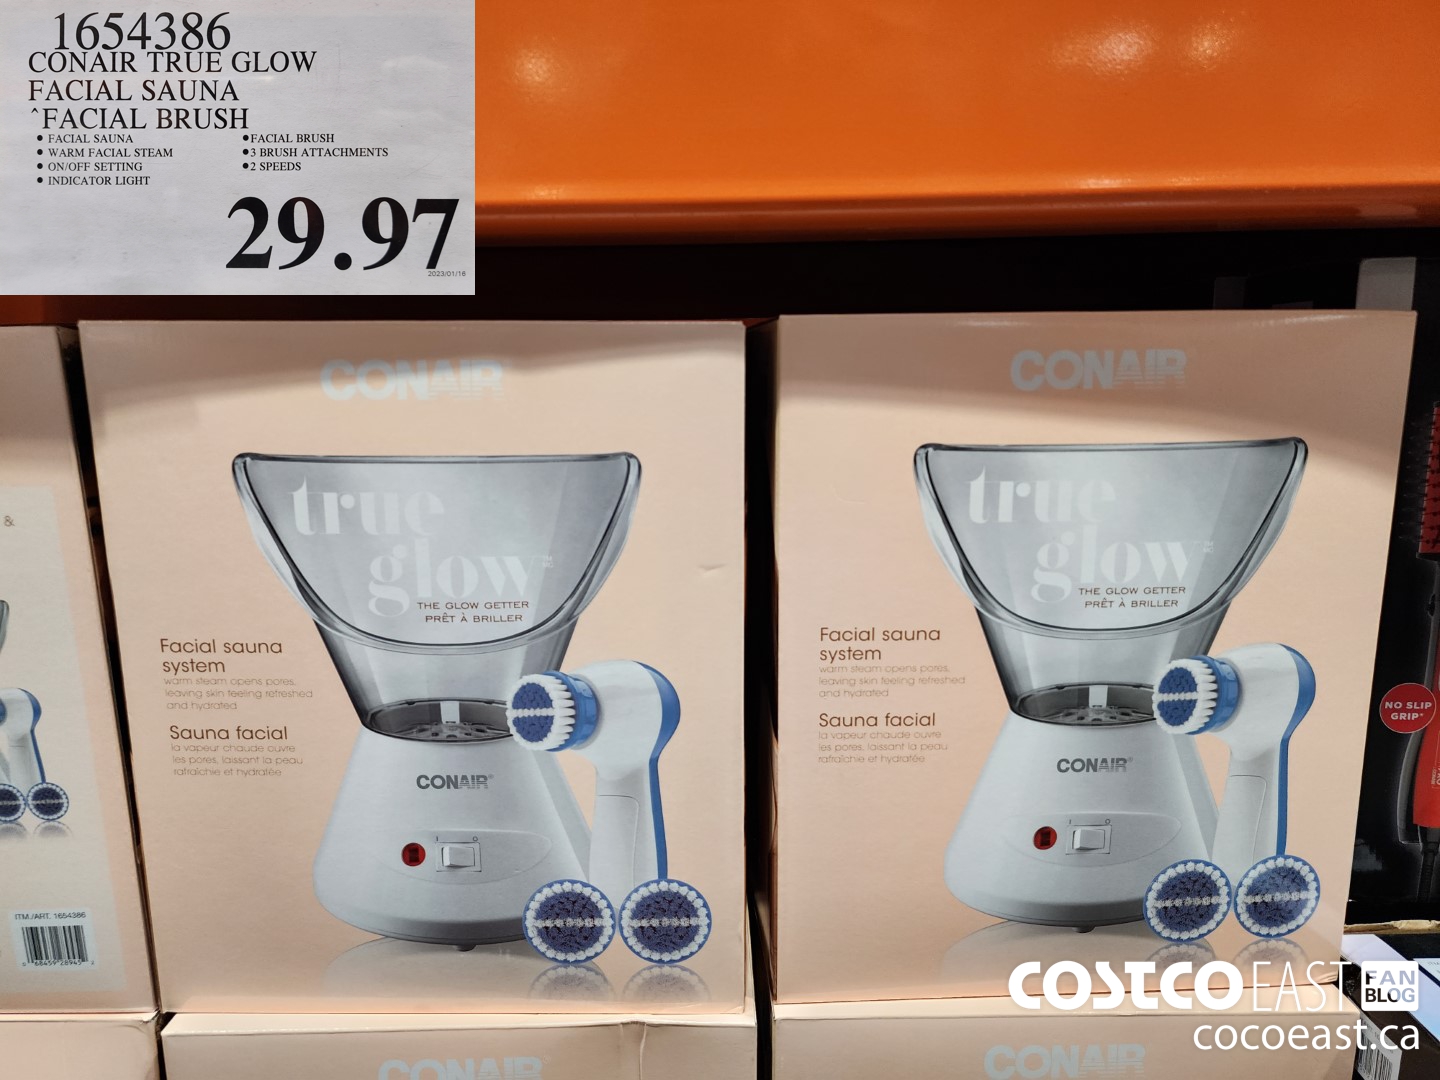 1654386
CONAIR TRUE GLOW
FACIAL SAUNA
^FACIAL BRUSH
• FACIAL SAUNA
• WARM FACIAL STEAM
• ON/OFF SETTING
• INDICATOR LIGHT
• FACIAL BRUSH
• 3 BRUSH ATTACHMENTS
• 2 SPEEDS
29.97
2023/01/16
&
ITM./ART. 1654386
CONAIR
true
glow™
THE GLOW GETTER
PRÊT À BRILLER
Facial sauna
system
warm steam opens pores,
leaving skin feeling refreshed
and hydrated
Sauna facial
la vapeur chaude ouvre
les pores, laissant la peau
rafraîchie et hydratée
CONAIR®
I O
CONAIR
true
glow™
THE GLOW GETTER
PRÊT À BRILLER
Facial sauna
system
warm steam opens pores,
leaving skin feeling refreshed
and hydrated
Sauna facial
la vapeur chaude ouvre
les pores, laissant la peau
rafraîchie et hydratée
CONAIR®
I O
NO SLIP
GRIP*
CONAIR
CONAIR
COSTCO EAST FAN BLOG
cocoeast.ca